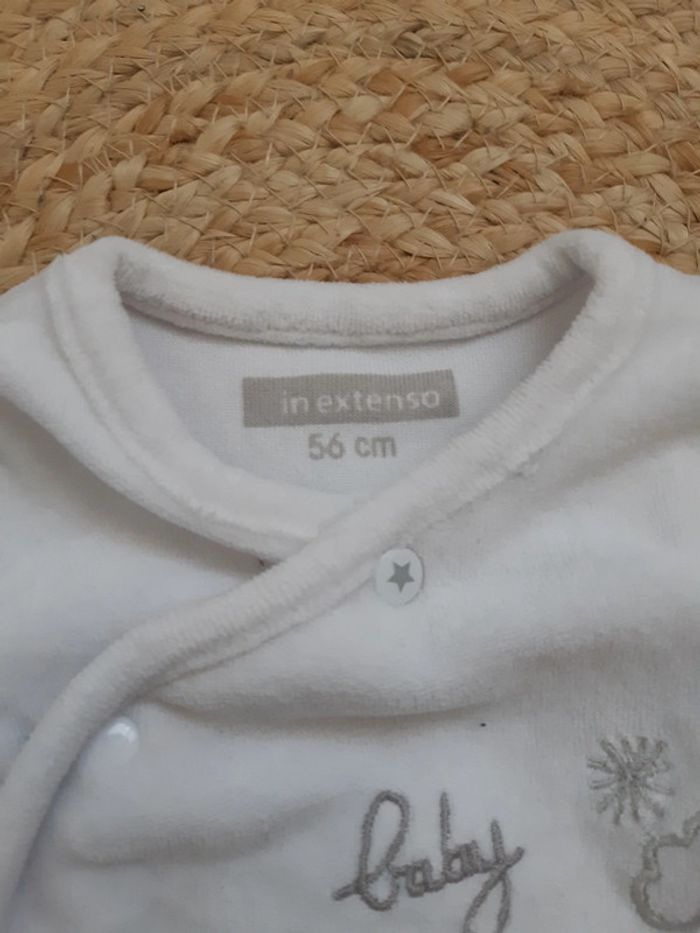 in extenso
56 cm
baby